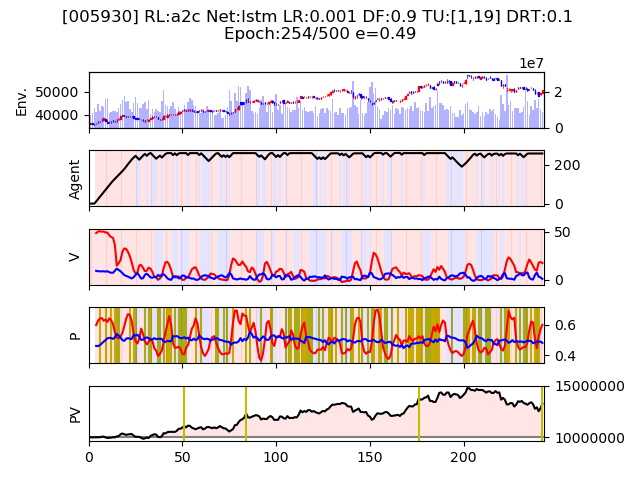 [005930] RL:a2c Net:lstm LR:0.001 DF:0.9 TU:[1,19] DRT:0.1
Epoch:254/500 e=0.49
1e7
Env.
50000
40000
2
0
Agent
200
0
V
50
0
P
0.6
0.4
PV
15000000
10000000
0 50 100 150 200